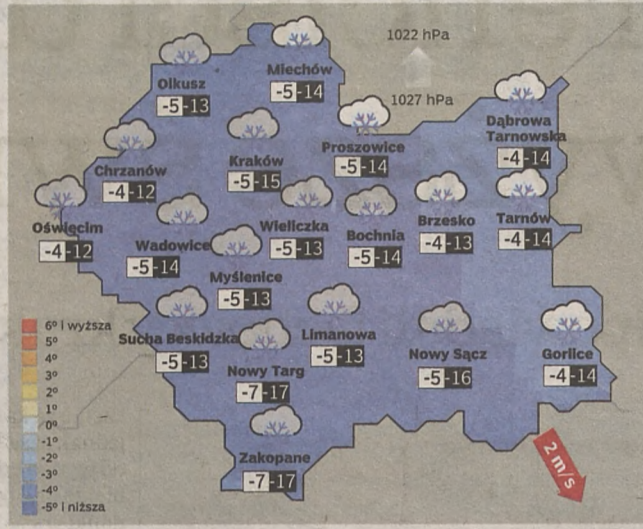 1022 hPa
1027 hPa
Miechów
-5 -14
Olkusz
-5 -13
Dąbrowa
Tarnowska
-4 -14
Proszowice
-5 -14
Kraków
-5 -15
Chrzanów
-4 -12
Oświęcim
-4 -12
Wadowice
-5 -14
Wieliczka
-5 -13
Bochnia
-5 -14
Brzesko
-4 -13
Tarnów
-4 -14
Myślenice
-5 -13
Sucha Beskidzka
-5 -13
Limanowa
-5 -13
Nowy Sącz
-5 -16
Gorlice
-4 -14
Nowy Targ
-7 -17
Zakopane
-7 -17
6° i wyższa
5°
4°
3°
2°
1°
0°
-1°
-2°
-3°
-4°
-5° i niższa
2 m/s